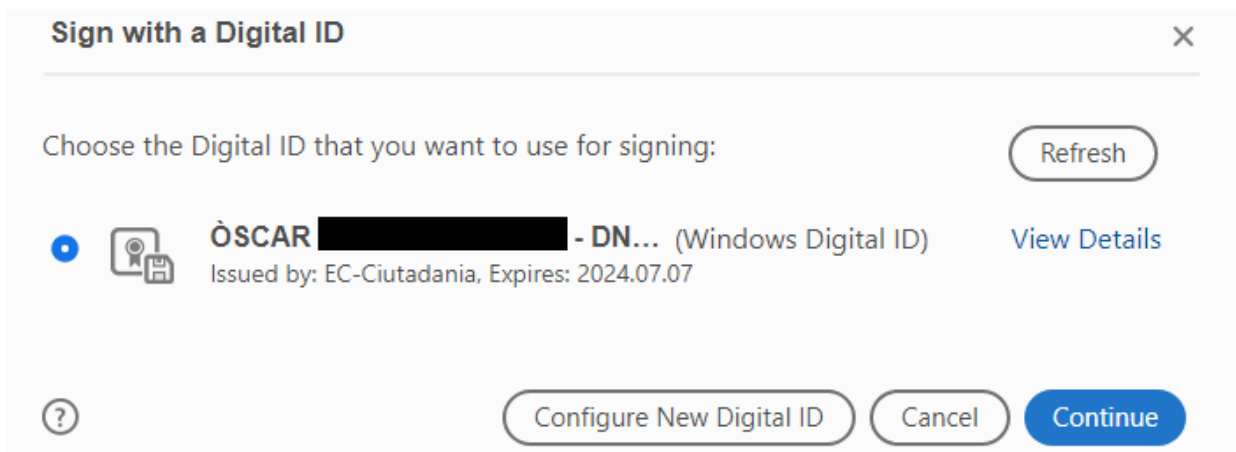 Sign with a Digital ID
Choose the Digital ID that you want to use for signing:
Refresh
ÒSCAR - DN... (Windows Digital ID)
View Details
Issued by: EC-Ciutadania, Expires: 2024.07.07
?
Configure New Digital ID
Cancel
Continue